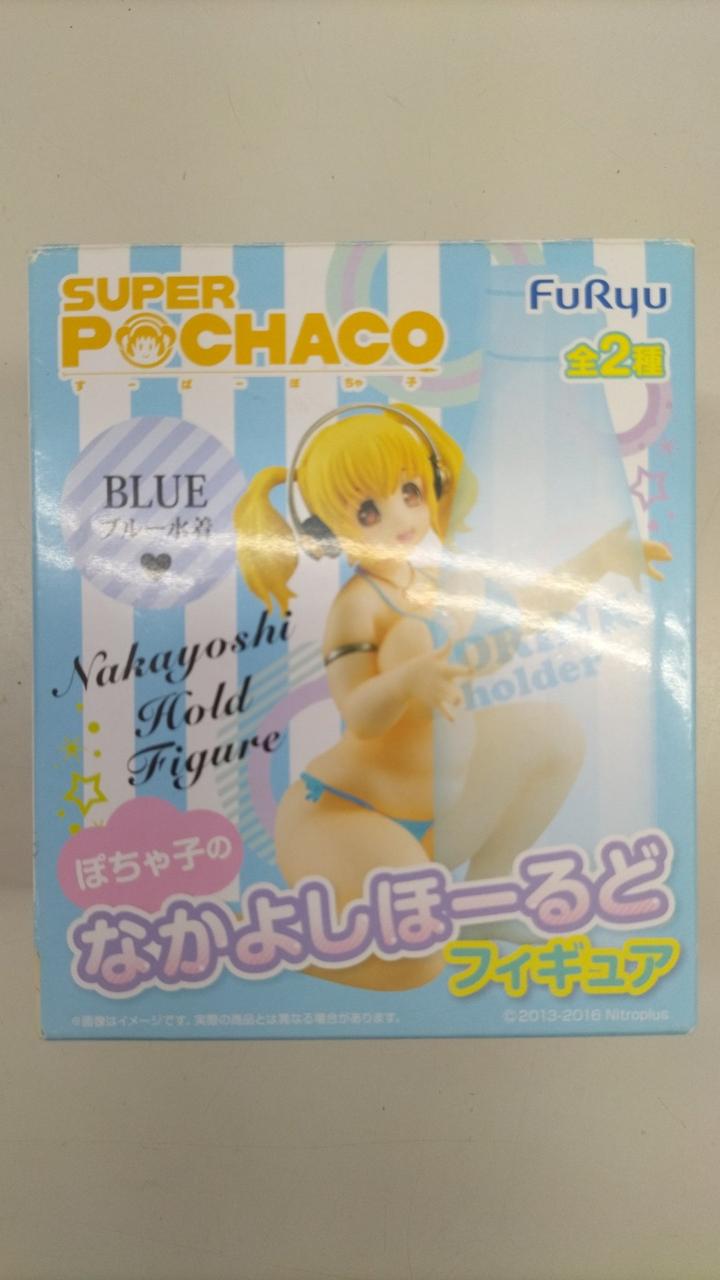 SUPER
POCHACO
すーぱーぽちゃ子
FuRyu
全2種
BLUE
ブルー水着
Nakayoshi
Hold
Figure
DRINK
holder
ぽちゃ子の
なかよしほーるど
フィギュア
※画像はイメージです。実際の商品とは異なる場合があります。
©2013-2016 Nitroplus